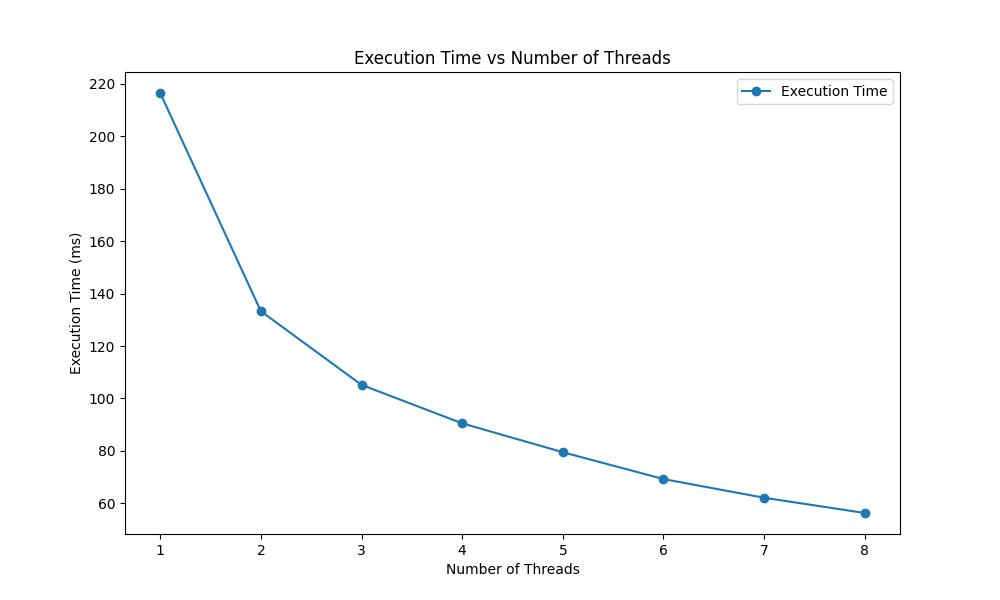 Execution Time vs Number of Threads
Execution Time
220
200
180
160
140
120
100
80
60
Execution Time (ms)
1 2 3 4 5 6 7 8
Number of Threads